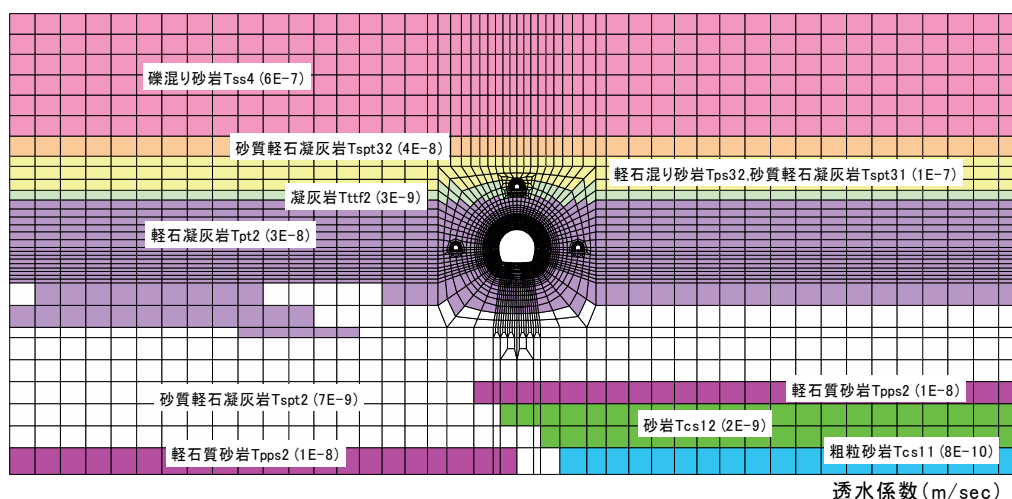 礫混り砂岩Tss4(6E-7)
砂質軽石凝灰岩Tspt32(4E-8)
軽石混り砂岩Tps32,砂質軽石凝灰岩Tspt31(1E-7)
凝灰岩Tttf2(3E-9)
軽石凝灰岩Tpt2(3E-8)
軽石質砂岩Tpps2(1E-8)
砂質軽石凝灰岩Tspt2(7E-9)
砂岩Tcs12(2E-9)
軽石質砂岩Tpps2(1E-8)
粗粒砂岩Tcs11(8E-10)
透水係数(m/sec)